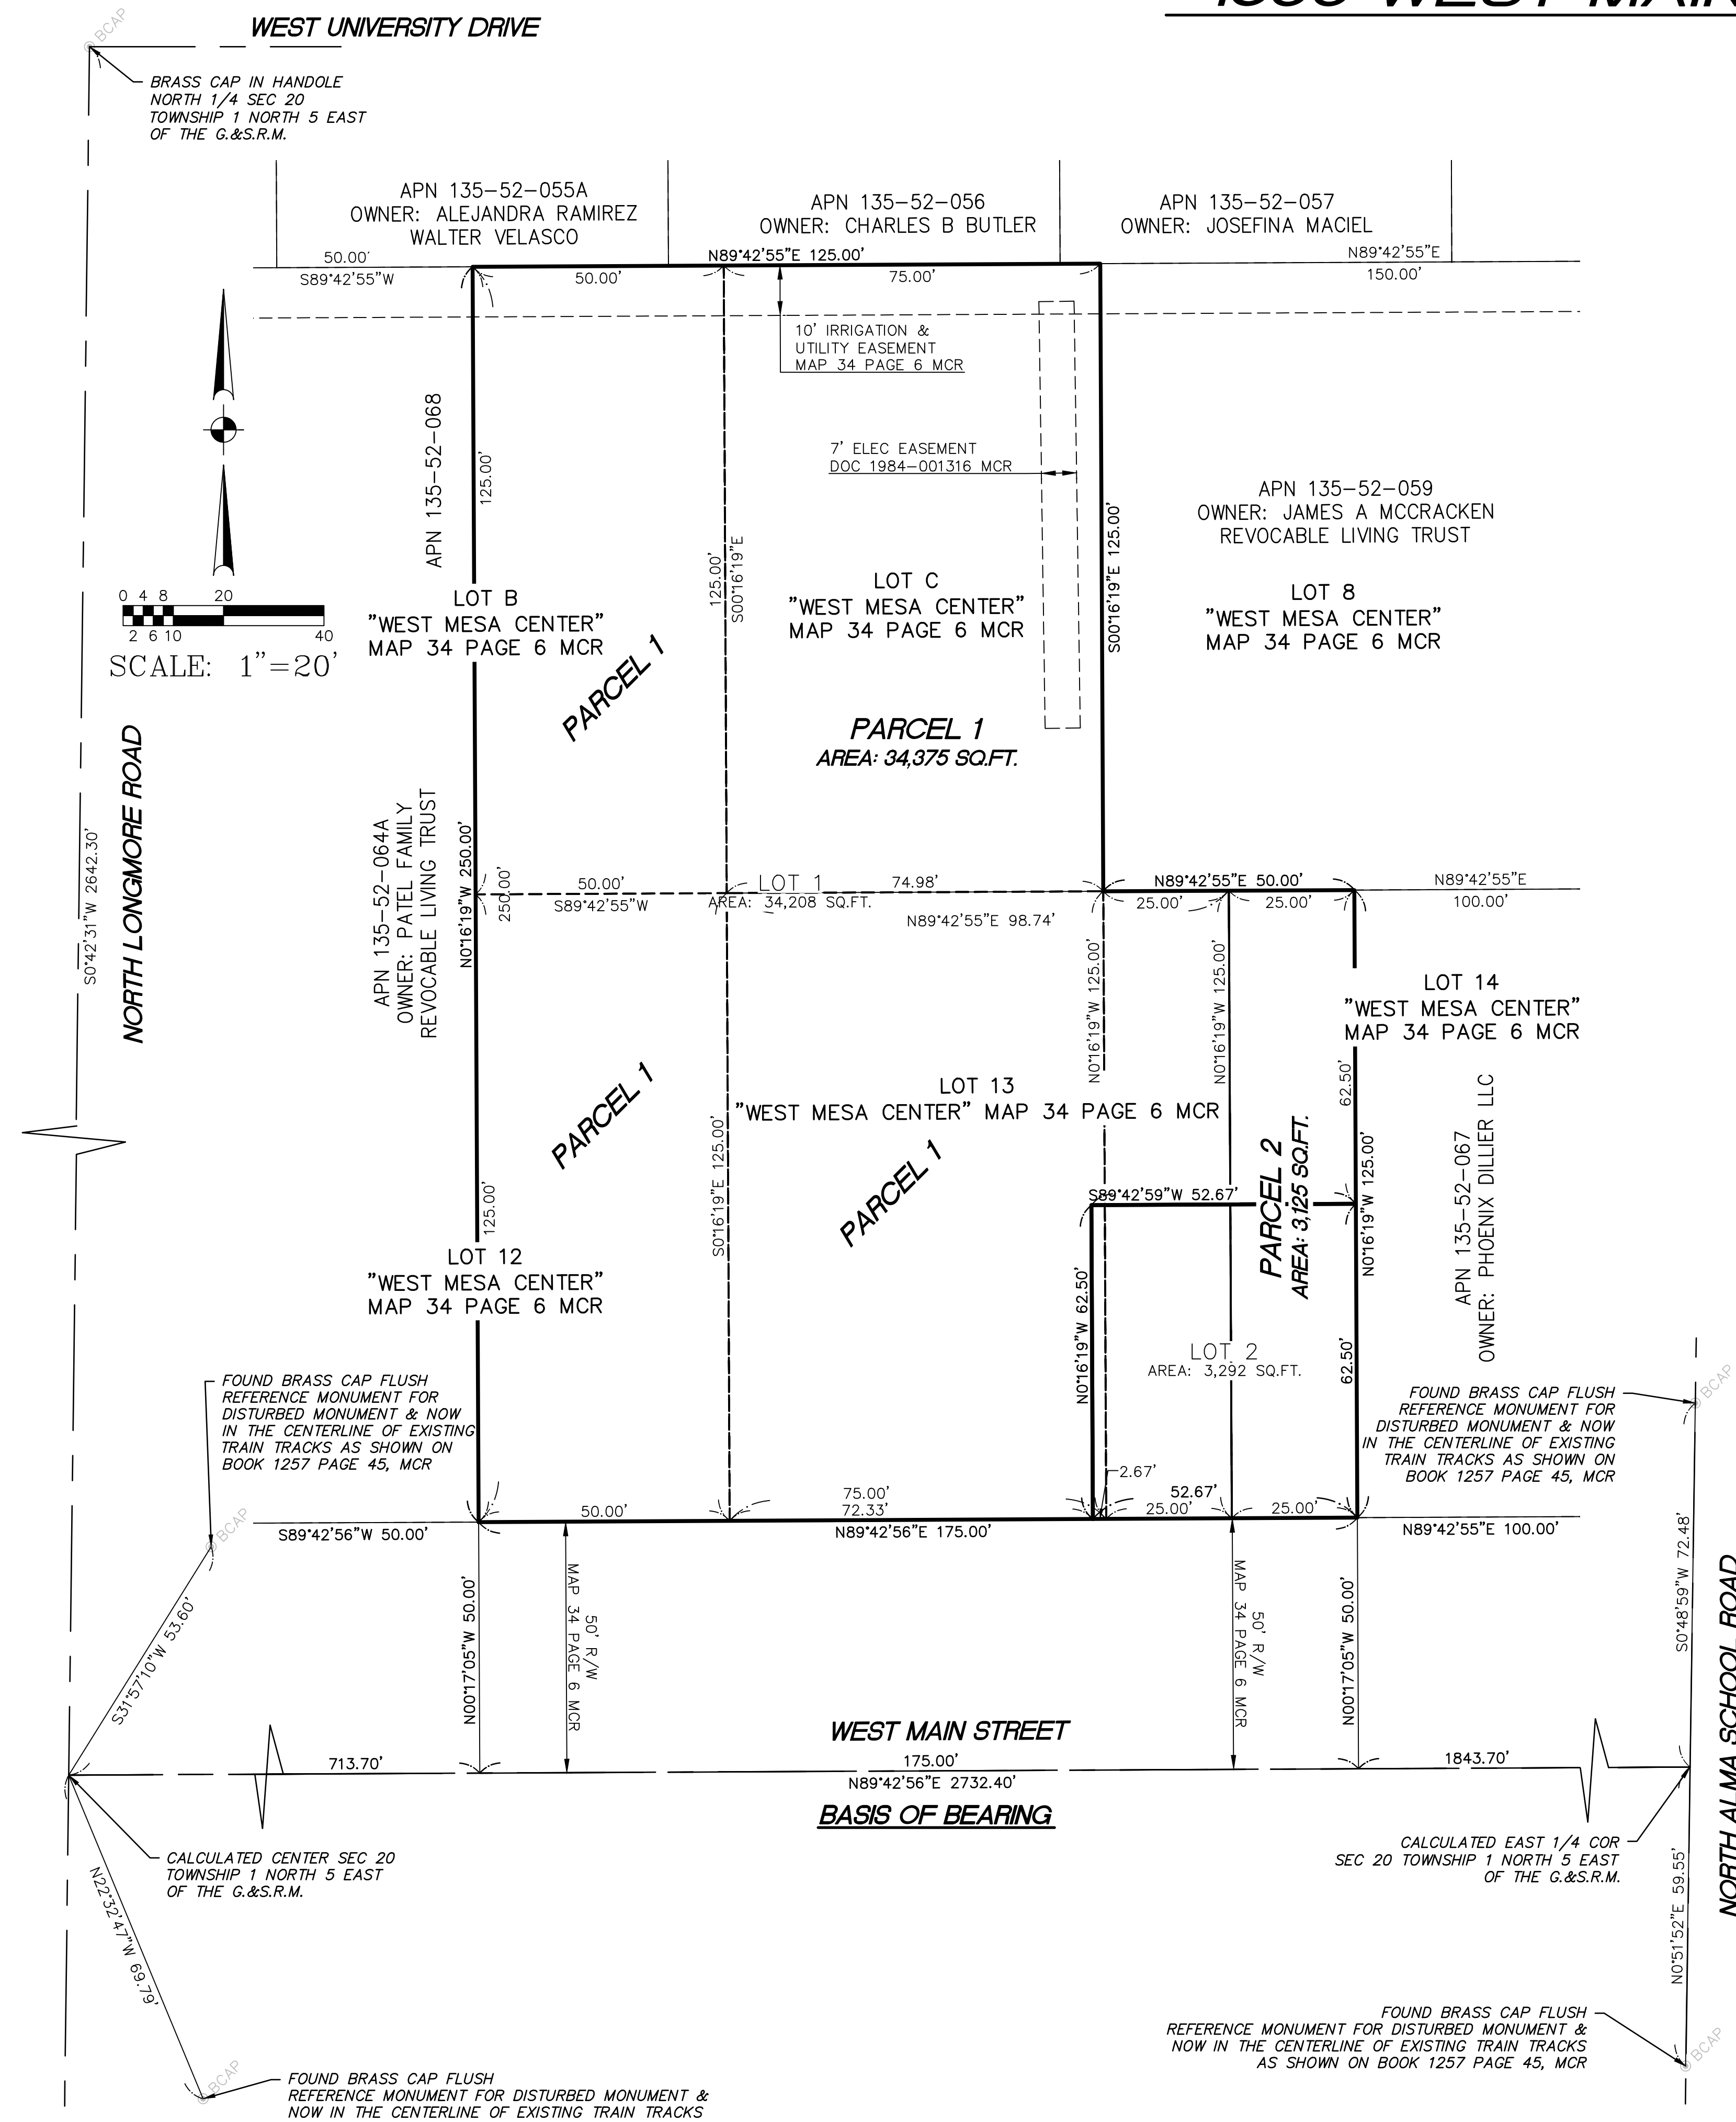 WEST MAIN
BCAP
WEST UNIVERSITY DRIVE
BRASS CAP IN HANDOLE
NORTH 1/4 SEC 20
TOWNSHIP 1 NORTH 5 EAST
OF THE G.&S.R.M.
APN 135-52-055A
OWNER: ALEJANDRA RAMIREZ
WALTER VELASCO
APN 135-52-056
OWNER: CHARLES B BUTLER
APN 135-52-057
OWNER: JOSEFINA MACIEL
50.00'
S89°42'55"W
N89°42'55"E 125.00'
50.00'
75.00'
N89°42'55"E
150.00'
10' IRRIGATION &
UTILITY EASEMENT
MAP 34 PAGE 6 MCR
7' ELEC EASEMENT
DOC 1984-001316 MCR
APN 135-52-068
125.00'
125.00'
S00°16'19"E
S00°16'19"E 125.00'
APN 135-52-059
OWNER: JAMES A MCCRACKEN
REVOCABLE LIVING TRUST
LOT B
"WEST MESA CENTER"
MAP 34 PAGE 6 MCR
LOT C
"WEST MESA CENTER"
MAP 34 PAGE 6 MCR
LOT 8
"WEST MESA CENTER"
MAP 34 PAGE 6 MCR
0 4 8 20
2 6 10 40
SCALE: 1"=20'
PARCEL 1
PARCEL 1
AREA: 34,375 SQ.FT.
NORTH LONGMORE ROAD
S0°42'31"W 2642.30'
APN 135-52-064A
OWNER: PATEL FAMILY
REVOCABLE LIVING TRUST
N0°16'19"W 250.00'
250.00'
50.00'
S89°42'55"W
LOT 1
AREA: 34,208 SQ.FT.
74.98'
N89°42'55"E 98.74'
N89°42'55"E 50.00'
25.00'
25.00'
N89°42'55"E
100.00'
N0°16'19"W 125.00'
N0°16'19"W 125.00'
LOT 14
"WEST MESA CENTER"
MAP 34 PAGE 6 MCR
62.50'
LOT 13
"WEST MESA CENTER" MAP 34 PAGE 6 MCR
PARCEL 1
PARCEL 1
S0°16'19"E 125.00'
125.00'
PARCEL 2
AREA: 3,125 SQ.FT.
S89°42'59"W 52.67'
N0°16'19"W 125.00'
APN 135-52-067
OWNER: PHOENIX DILLIER LLC
LOT 12
"WEST MESA CENTER"
MAP 34 PAGE 6 MCR
N0°16'19"W 62.50'
LOT 2
AREA: 3,292 SQ.FT.
62.50'
FOUND BRASS CAP FLUSH
REFERENCE MONUMENT FOR
DISTURBED MONUMENT & NOW
IN THE CENTERLINE OF EXISTING
TRAIN TRACKS AS SHOWN ON
BOOK 1257 PAGE 45, MCR
FOUND BRASS CAP FLUSH
REFERENCE MONUMENT FOR
DISTURBED MONUMENT & NOW
IN THE CENTERLINE OF EXISTING
TRAIN TRACKS AS SHOWN ON
BOOK 1257 PAGE 45, MCR
BCAP
BCAP
2.67'
50.00'
75.00'
72.33'
52.67'
25.00'
25.00'
S89°42'56"W 50.00'
N89°42'56"E 175.00'
N89°42'55"E 100.00'
S31°57'10"W 53.60'
N00°17'05"W 50.00'
50' R/W
MAP 34 PAGE 6 MCR
50' R/W
MAP 34 PAGE 6 MCR
N00°17'05"W 50.00'
S0°48'59"W 72.48'
NORTH ALMA SCHOOL ROAD
WEST MAIN STREET
713.70'
175.00'
1843.70'
N89°42'56"E 2732.40'
BASIS OF BEARING
CALCULATED CENTER SEC 20
TOWNSHIP 1 NORTH 5 EAST
OF THE G.&S.R.M.
CALCULATED EAST 1/4 COR
SEC 20 TOWNSHIP 1 NORTH 5 EAST
OF THE G.&S.R.M.
N22°32'47"W 69.79'
N0°51'52"E 59.55'
FOUND BRASS CAP FLUSH
REFERENCE MONUMENT FOR DISTURBED MONUMENT &
NOW IN THE CENTERLINE OF EXISTING TRAIN TRACKS
AS SHOWN ON BOOK 1257 PAGE 45, MCR
BCAP
BCAP
FOUND BRASS CAP FLUSH
REFERENCE MONUMENT FOR DISTURBED MONUMENT &
NOW IN THE CENTERLINE OF EXISTING TRAIN TRACKS